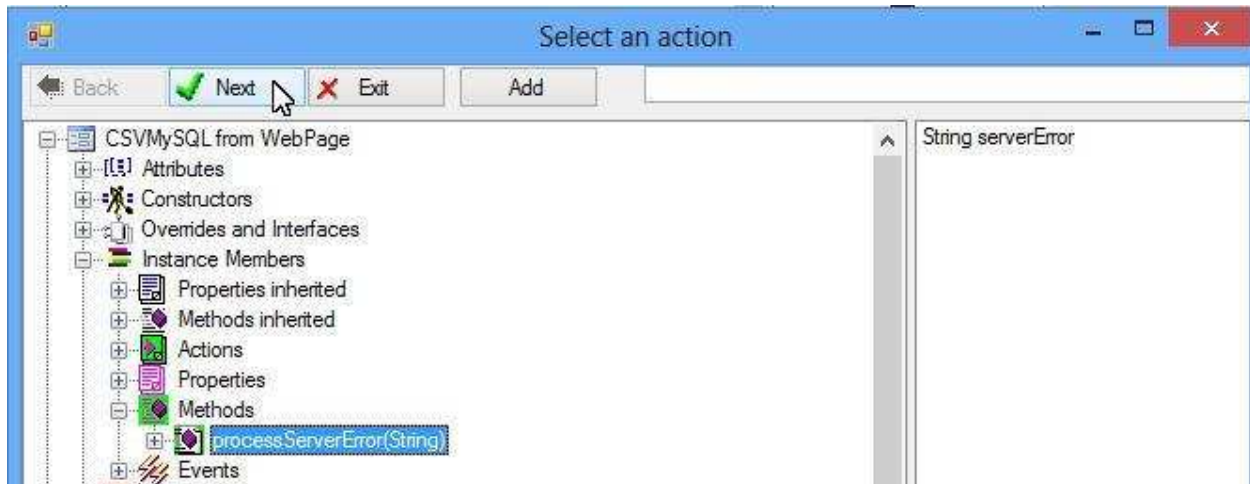 Select an action
Back Next Exit Add
CSVMySQL from WebPage
String serverError
Attributes
Constructors
Overrides and Interfaces
Instance Members
Properties inherited
Methods inherited
Actions
Properties
Methods
processServerError(String)
Events